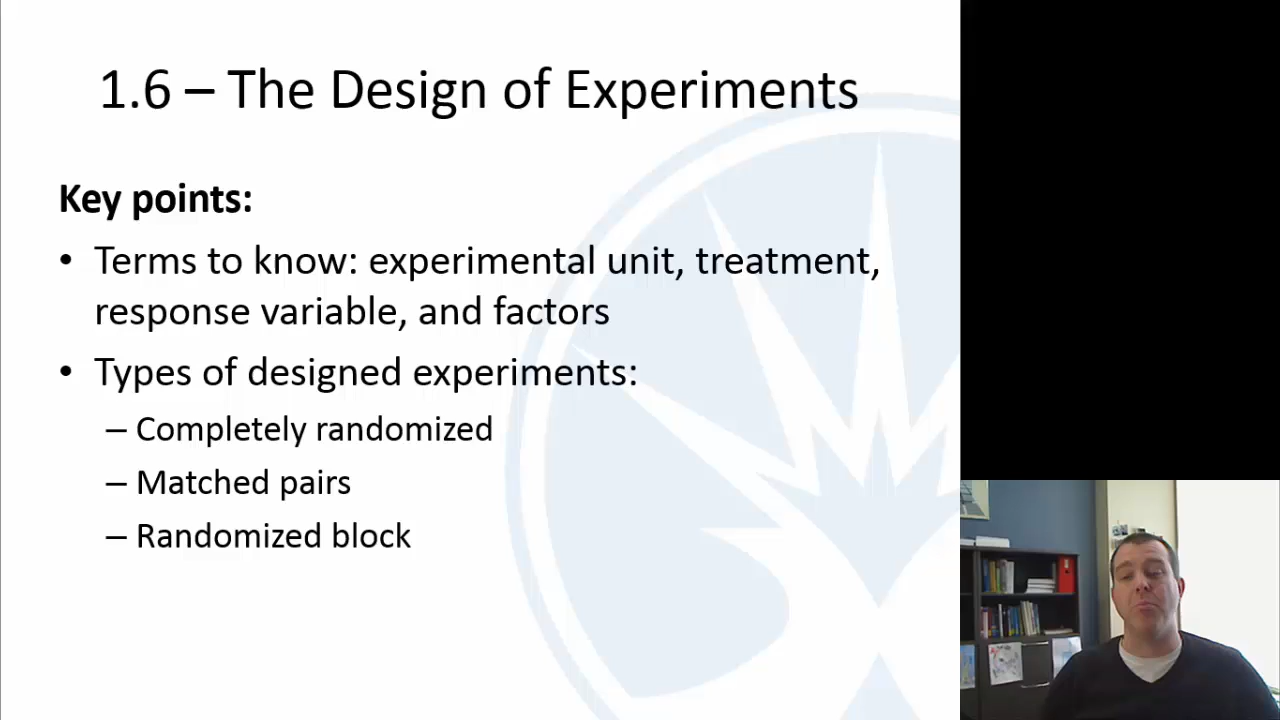 1.6 – The Design of Experiments
Key points:
• Terms to know: experimental unit, treatment,
response variable, and factors
• Types of designed experiments:
– Completely randomized
– Matched pairs
– Randomized block